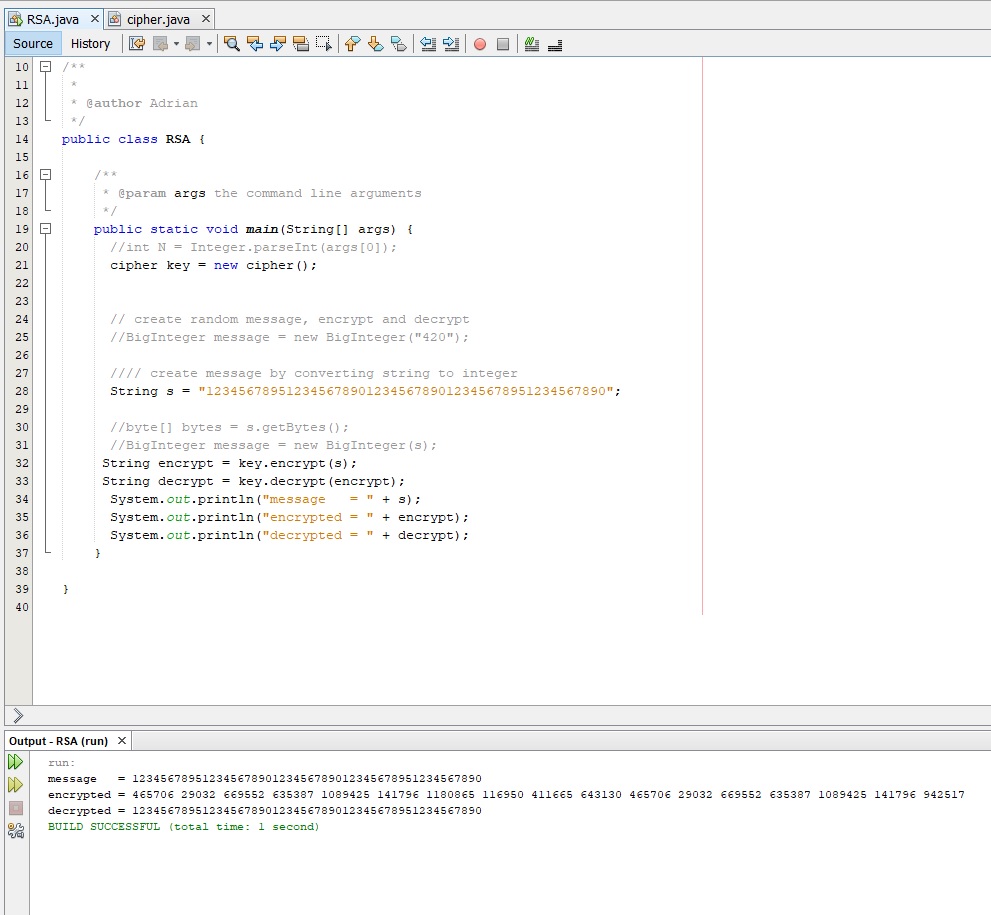 RSA.java cipher.java
Source History
10 /**
11 *
12 * @author Adrian
13 */
14 public class RSA {
15
16 /**
17 * @param args the command line arguments
18 */
19 public static void main(String[] args) {
20 //int N = Integer.parseInt(args[0]);
21 cipher key = new cipher();
22
23
24 // create random message, encrypt and decrypt
25 //BigInteger message = new BigInteger("420");
26
27 //// create message by converting string to integer
28 String s = "12345678951234567890123456789012345678951234567890";
29
30 //byte[] bytes = s.getBytes();
31 //BigInteger message = new BigInteger(s);
32 String encrypt = key.encrypt(s);
33 String decrypt = key.decrypt(encrypt);
34 System.out.println("message   = " + s);
35 System.out.println("encrypted = " + encrypt);
36 System.out.println("decrypted = " + decrypt);
37 }
38
39 }
40
Output - RSA (run)
run:
message   = 12345678951234567890123456789012345678951234567890
encrypted = 465706 29032 669552 635387 1089425 141796 1180865 116950 411665 643130 465706 29032 669552 635387 1089425 141796 942517
decrypted = 12345678951234567890123456789012345678951234567890
BUILD SUCCESSFUL (total time: 1 second)